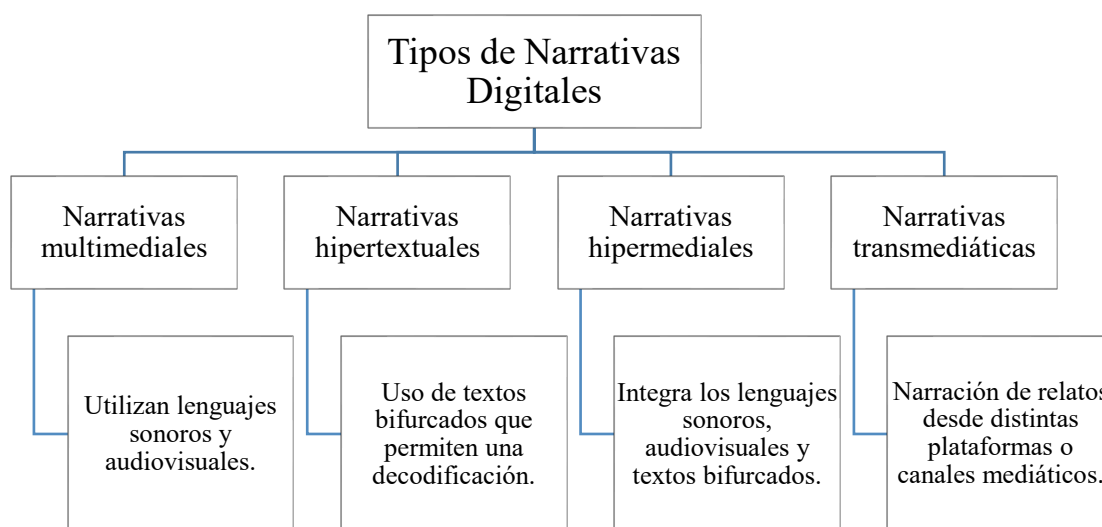 Tipos de Narrativas
Digitales
Narrativas
multimediales
Narrativas
hipertextuales
Narrativas
hipermediales
Narrativas
transmediáticas
Utilizan lenguajes
sonoros y
audiovisuales.
Uso de textos
bifurcados que
permiten una
decodificación.
Integra los lenguajes
sonoros,
audiovisuales y
textos bifurcados.
Narración de relatos
desde distintas
plataformas o
canales mediáticos.